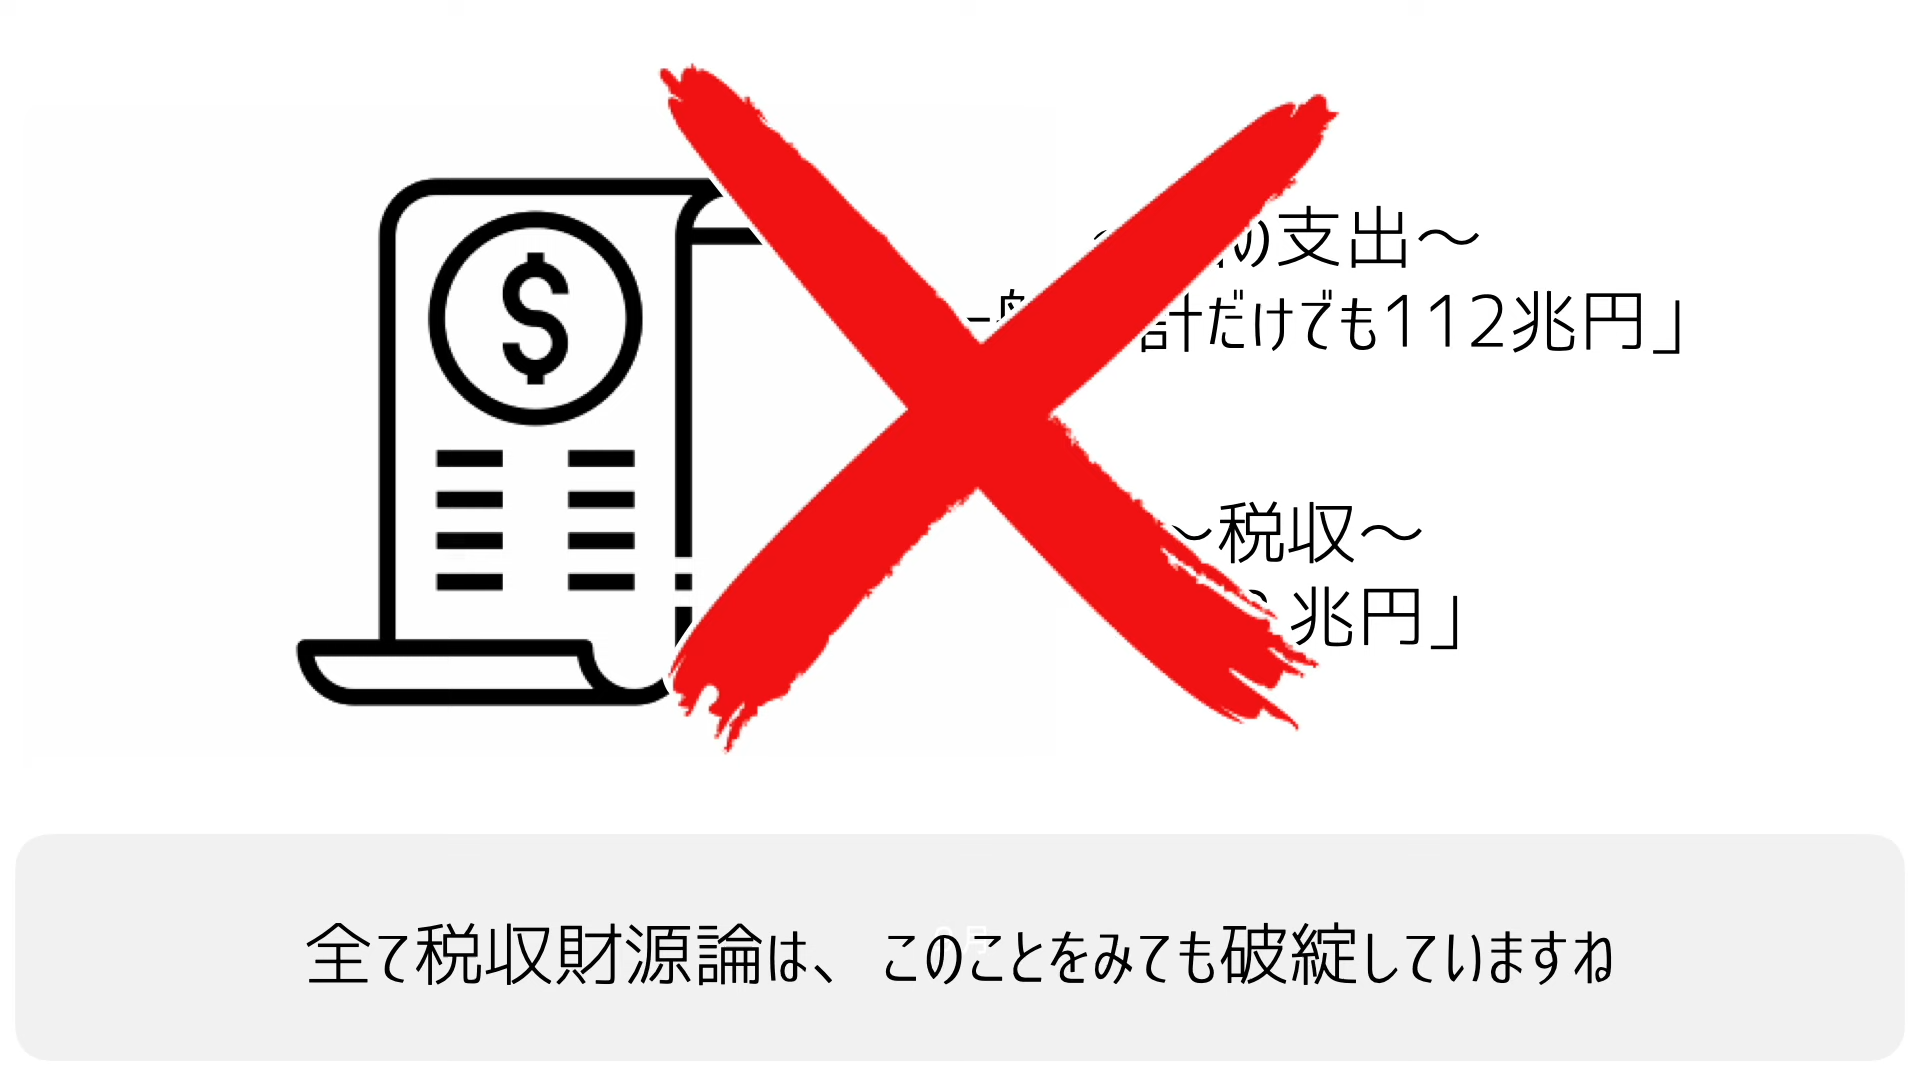 の支出〜
計だけでも112兆円」
〜税収〜
兆円」
全て税収財源論は、このことをみても破綻していますね